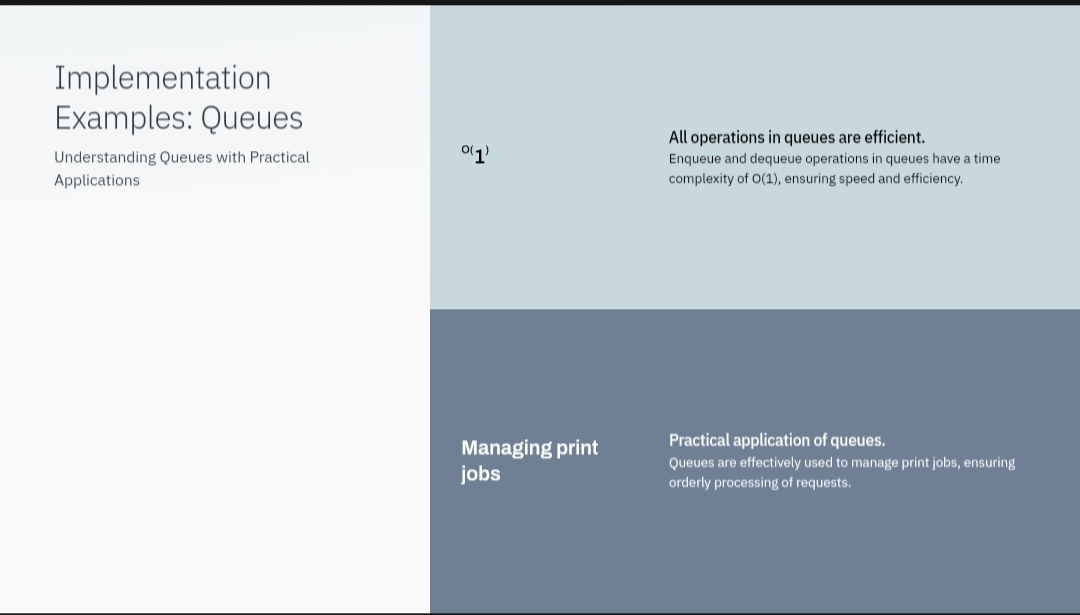 Implementation
Examples: Queues
Understanding Queues with Practical
Applications
O(1)
All operations in queues are efficient.
Enqueue and dequeue operations in queues have a time
complexity of O(1), ensuring speed and efficiency.
Managing print
jobs
Practical application of queues.
Queues are effectively used to manage print jobs, ensuring
orderly processing of requests.